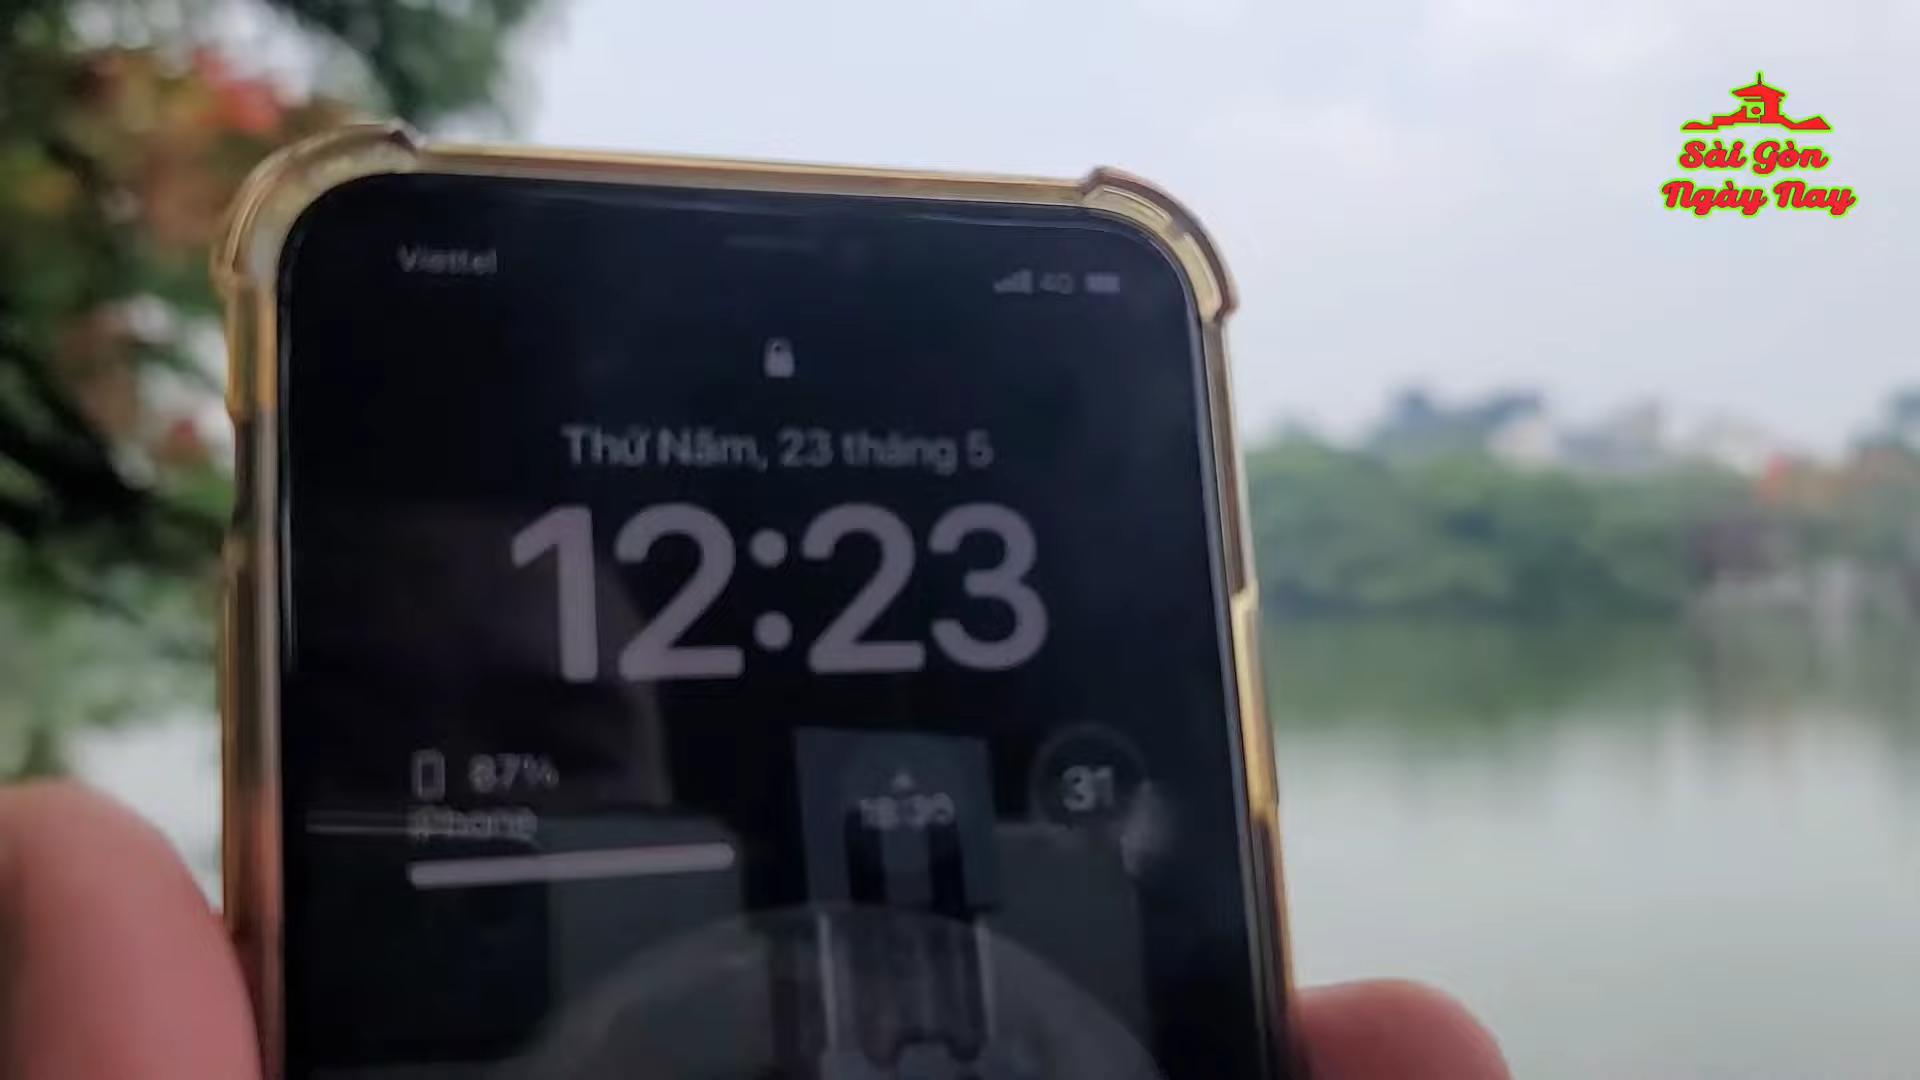 Sài Gòn
Ngày Nay
Viettel
4G
Thứ Năm, 23 tháng 5
12:23
87%
iPhone
31